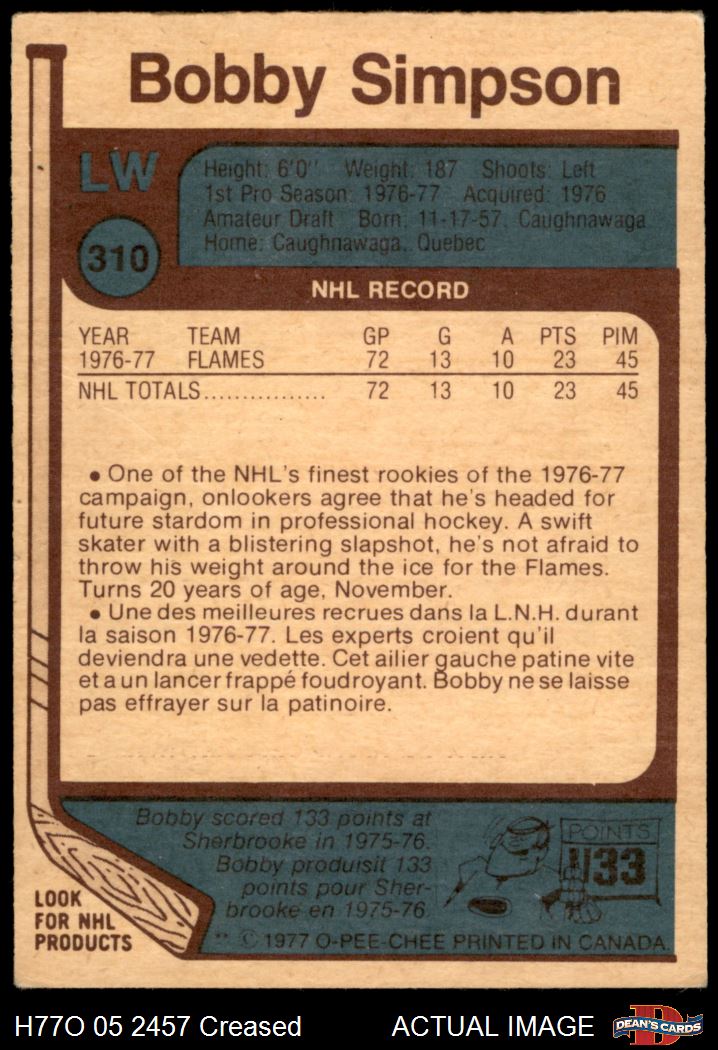 Bobby Simpson
LW
310
Height: 6'0'' Weight: 187 Shoots: Left
1st Pro Season: 1976-77 Acquired: 1976
Amateur Draft Born: 11-17-57, Caughnawaga
Home: Caughnawaga, Quebec
NHL RECORD
YEAR TEAM GP G A PTS PIM
1976-77 FLAMES 72 13 10 23 45
NHL TOTALS................ 72 13 10 23 45
● One of the NHL's finest rookies of the 1976-77
campaign, onlookers agree that he's headed for
future stardom in professional hockey. A swift
skater with a blistering slapshot, he's not afraid to
throw his weight around the ice for the Flames.
Turns 20 years of age, November.
● Une des meilleures recrues dans la L.N.H. durant
la saison 1976-77. Les experts croient qu'il
deviendra une vedette. Cet ailier gauche patine vite
et a un lancer frappé foudroyant. Bobby ne se laisse
pas effrayer sur la patinoire.
Bobby scored 133 points at
Sherbrooke in 1975-76.
Bobby produisit 133
points pour Sher-
brooke en 1975-76.
POINTS
133
LOOK
FOR NHL
PRODUCTS
** © 1977 O-PEE-CHEE PRINTED IN CANADA.
H77O 05 2457 Creased ACTUAL IMAGE
D
DEAN'S CARDS